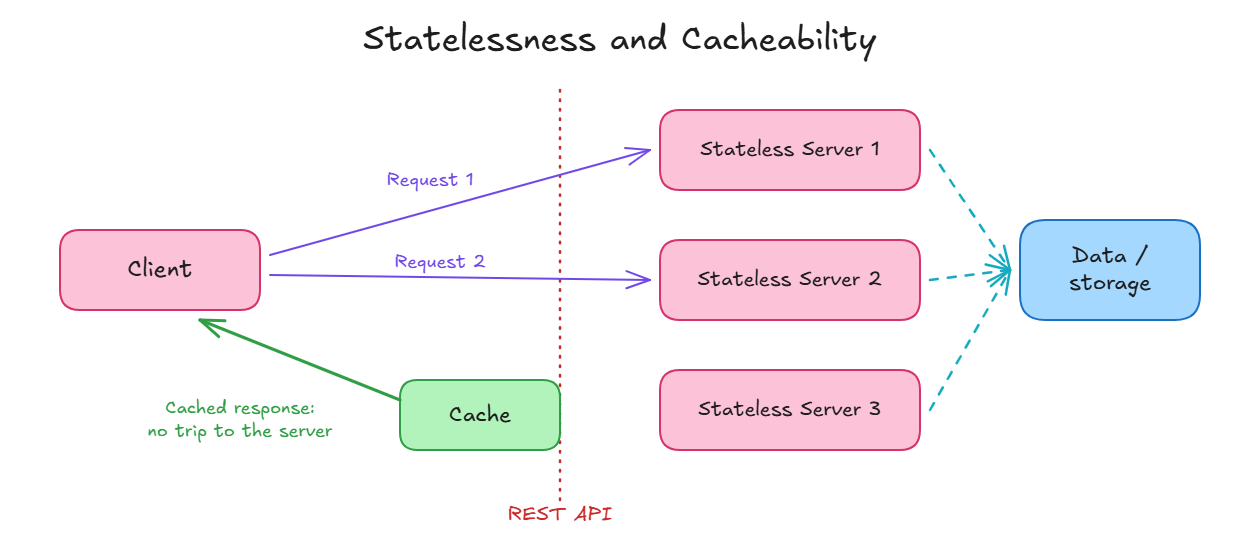 Statelessness and Cacheability
Request 1
Stateless Server 1
Client
Request 2
Stateless Server 2
Data /
storage
Cached response:
no trip to the server
Cache
Stateless Server 3
REST API